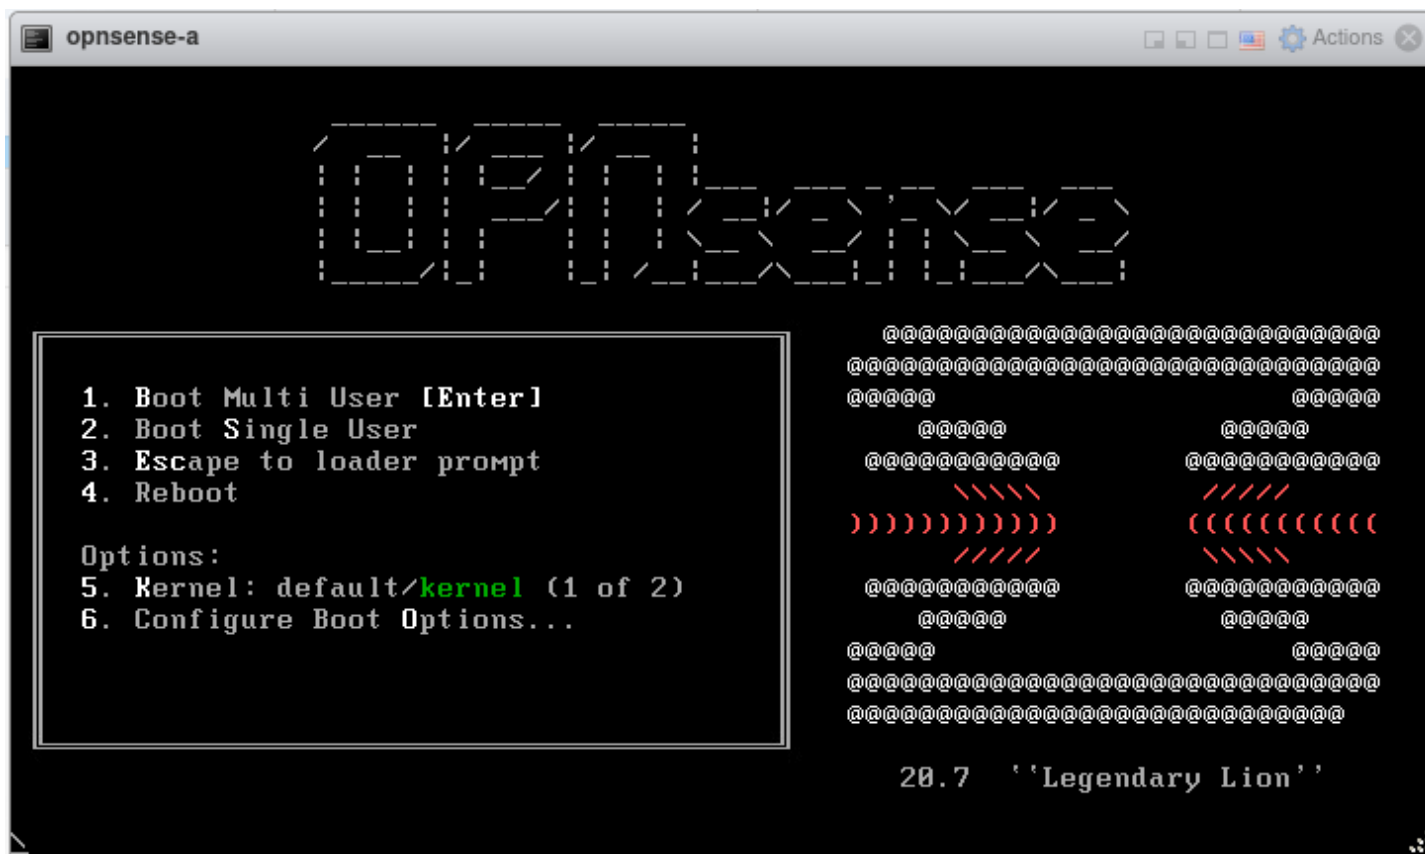 opnsense-a
Actions
OPNsense
1. Boot Multi User [Enter]
2. Boot Single User
3. Escape to loader prompt
4. Reboot
Options:
5. Kernel: default/kernel (1 of 2)
6. Configure Boot Options...
20.7 ''Legendary Lion''